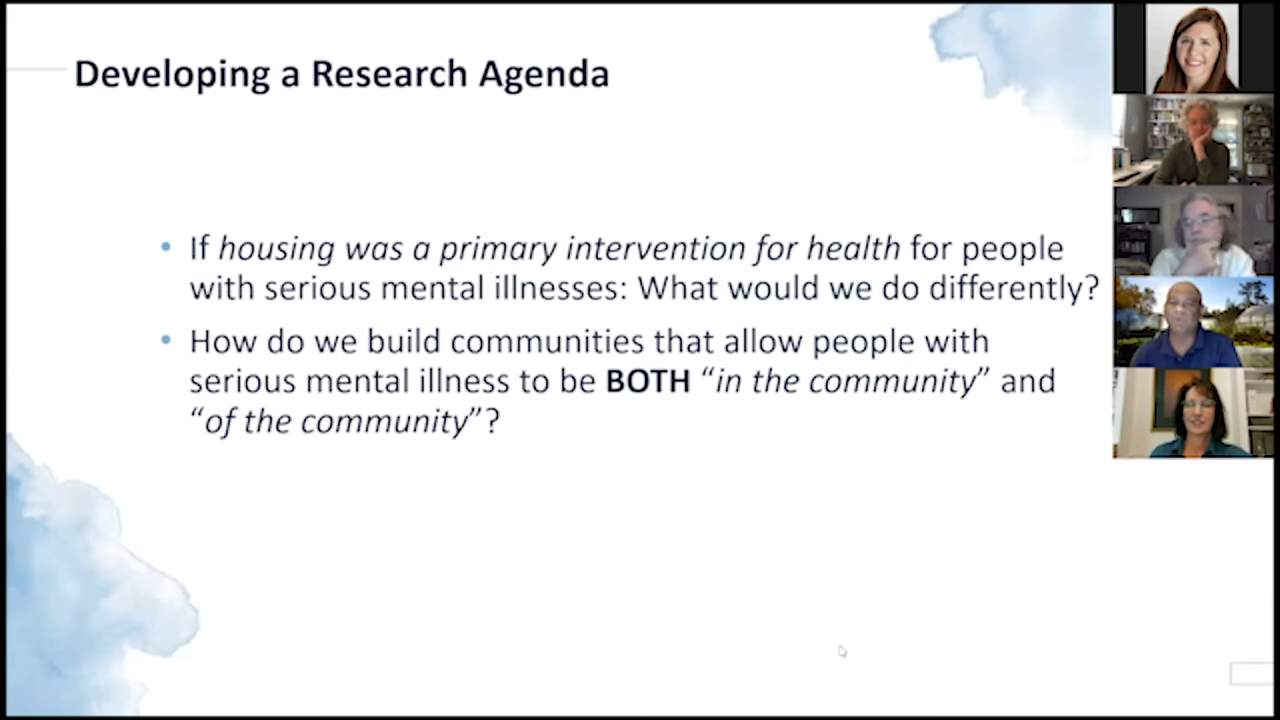 Developing a Research Agenda
• If housing was a primary intervention for health for people
with serious mental illnesses: What would we do differently?
• How do we build communities that allow people with
serious mental illness to be BOTH “in the community” and
“of the community”?